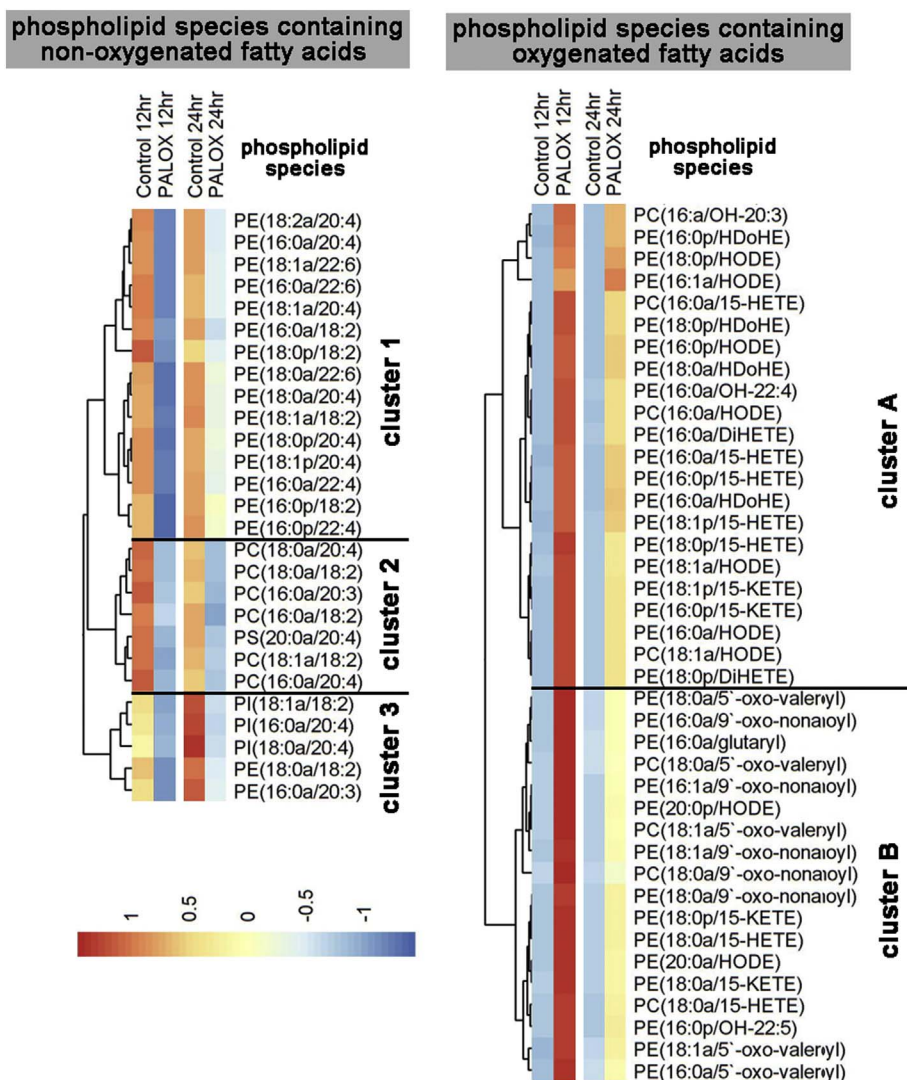 phospholipid species containing
non-oxygenated fatty acids
Control 12hr
PALOX 12hr
Control 24hr
PALOX 24hr
phospholipid
species
PE(18:2a/20:4)
PE(16:0a/20:4)
PE(18:1a/22:6)
PE(16:0a/22:6)
PE(18:1a/20:4)
PE(16:0a/18:2)
PE(18:0p/18:2)
PE(18:0a/22:6)
PE(18:0a/20:4)
PE(18:1a/18:2)
PE(18:0p/20:4)
PE(18:1p/20:4)
PE(16:0a/22:4)
PE(16:0p/18:2)
PE(16:0p/22:4)
cluster 1
PC(18:0a/20:4)
PC(18:0a/18:2)
PC(16:0a/20:3)
PC(16:0a/18:2)
PS(20:0a/20:4)
PC(18:1a/18:2)
PC(16:0a/20:4)
cluster 2
PI(18:1a/18:2)
PI(16:0a/20:4)
PI(18:0a/20:4)
PE(18:0a/18:2)
PE(16:0a/20:3)
cluster 3
1
0.5
0
-0.5
-1
phospholipid species containing
oxygenated fatty acids
Control 12hr
PALOX 12hr
Control 24hr
PALOX 24hr
phospholipid
species
PC(16:a/OH-20:3)
PE(16:0p/HDoHE)
PE(18:0p/HODE)
PE(16:1a/HODE)
PC(16:0a/15-HETE)
PE(18:0p/HDoHE)
PE(16:0p/HODE)
PE(18:0a/HDoHE)
PE(16:0a/OH-22:4)
PC(16:0a/HODE)
PE(16:0a/DiHETE)
PE(16:0a/15-HETE)
PE(16:0p/15-HETE)
PE(16:0a/HDoHE)
PE(18:1p/15-HETE)
PE(18:0p/15-HETE)
PE(18:1a/HODE)
PE(18:1p/15-KETE)
PE(16:0p/15-KETE)
PE(16:0a/HODE)
PC(18:1a/HODE)
PE(18:0p/DiHETE)
cluster A
PE(18:0a/5`-oxo-valeryl)
PE(16:0a/9`-oxo-nonanoyl)
PE(16:0a/glutaryl)
PC(18:0a/5`-oxo-valenyl)
PE(16:1a/9`-oxo-nonanoyl)
PE(20:0p/HODE)
PC(18:1a/5`-oxo-valeryl)
PE(18:1a/9`-oxo-nonanoyl)
PC(18:0a/9`-oxo-nonanoyl)
PE(18:0a/9`-oxo-nonanoyl)
PE(18:0p/15-KETE)
PE(18:0a/15-HETE)
PE(20:0a/HODE)
PE(18:0a/15-KETE)
PC(18:0a/15-HETE)
PE(16:0p/OH-22:5)
PE(18:1a/5`-oxo-valeryl)
PE(16:0a/5`-oxo-valeryl)
cluster B